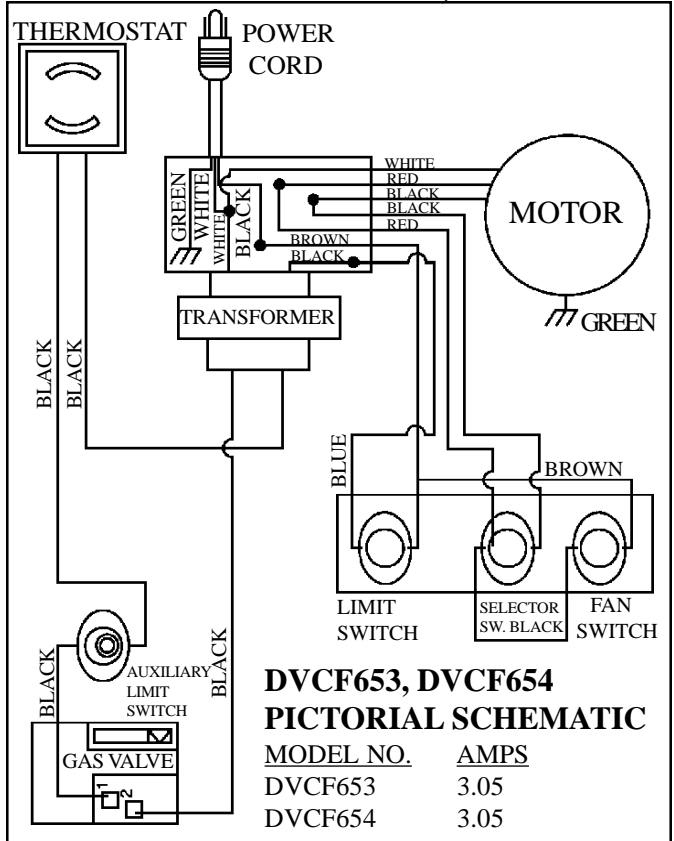 THERMOSTAT
POWER
CORD
GREEN
WHITE
WHITE
BLACK
WHITE
RED
BLACK
BLACK
RED
BROWN
BLACK
MOTOR
GREEN
TRANSFORMER
BLACK
BLACK
BLUE
BROWN
LIMIT
SWITCH
SELECTOR
SW. BLACK
FAN
SWITCH
BLACK
BLACK
AUXILIARY
LIMIT
SWITCH
GAS VALVE
1
2
DVCF653, DVCF654
PICTORIAL SCHEMATIC
MODEL NO. AMPS
DVCF653 3.05
DVCF654 3.05